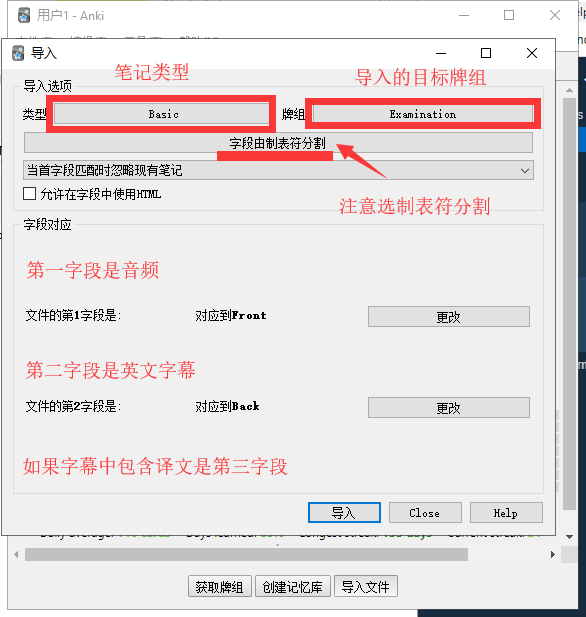 用户1 - Anki
导入
笔记类型
导入的目标牌组
导入选项
类型 Basic 牌组 Examination
字段由制表符分割
当首字段匹配时忽略现有笔记
允许在字段中使用HTML
注意选制表符分割
字段对应
第一字段是音频
文件的第1字段是: 对应到Front 更改
第二字段是英文字幕
文件的第2字段是: 对应到Back 更改
如果字幕中包含译文是第三字段
导入 Close Help
获取牌组 创建记忆库 导入文件